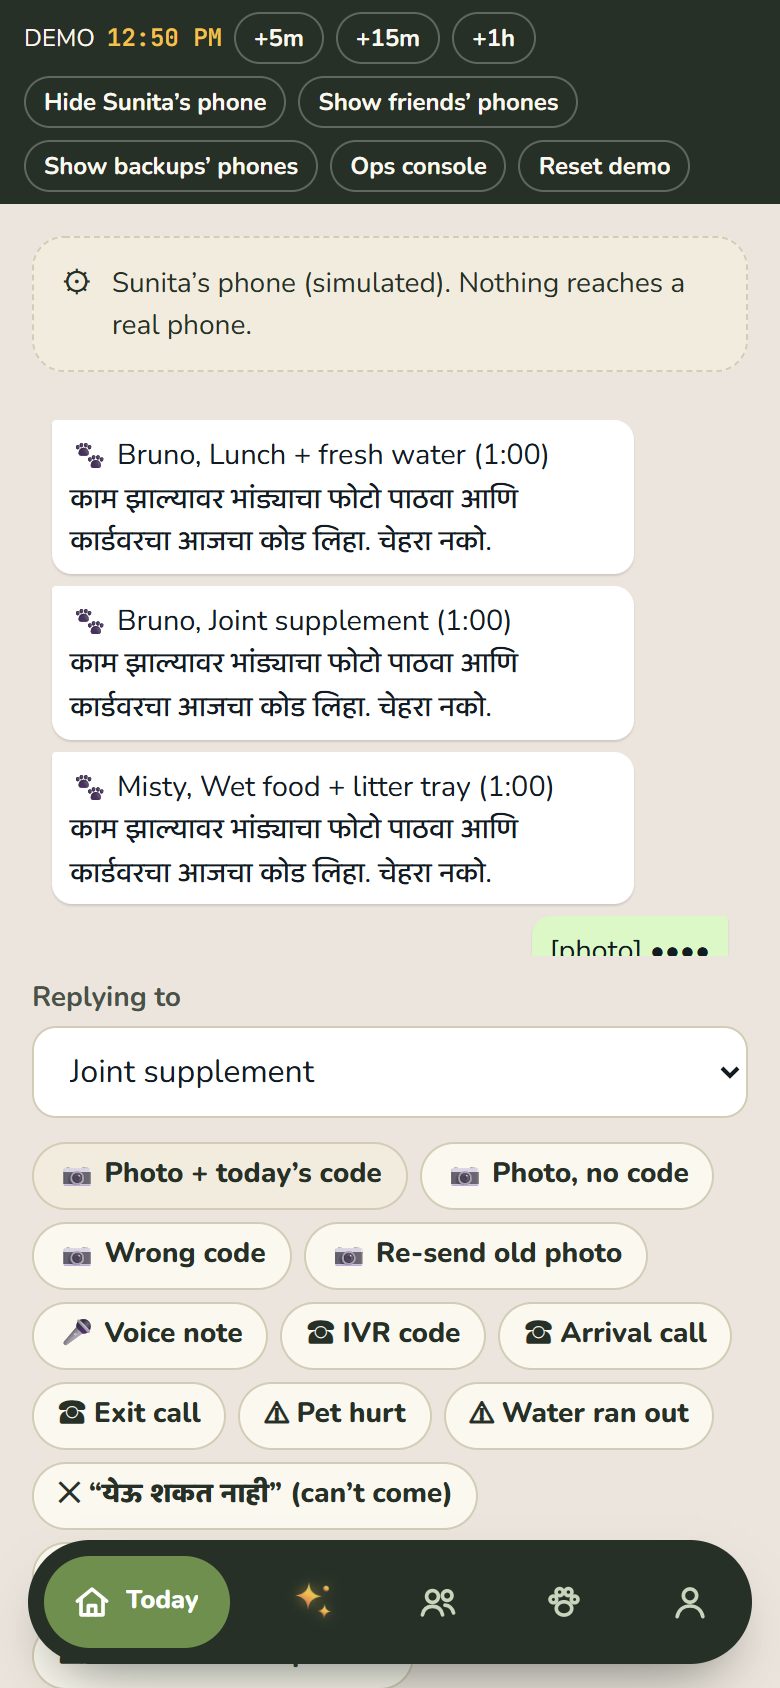 DEMO 12:50 PM +5m +15m +1h
Hide Sunita’s phone Show friends’ phones
Show backups’ phones Ops console Reset demo
Sunita’s phone (simulated). Nothing reaches a
real phone.
Bruno, Lunch + fresh water (1:00)
काम झाल्यावर भांड्याचा फोटो पाठवा आणि
कार्डवरचा आजचा कोड लिहा. चेहरा नको.
Bruno, Joint supplement (1:00)
काम झाल्यावर भांड्याचा फोटो पाठवा आणि
कार्डवरचा आजचा कोड लिहा. चेहरा नको.
Misty, Wet food + litter tray (1:00)
काम झाल्यावर भांड्याचा फोटो पाठवा आणि
कार्डवरचा आजचा कोड लिहा. चेहरा नको.
[photo] ••••
Replying to
Joint supplement
Photo + today’s code Photo, no code
Wrong code Re-send old photo
Voice note IVR code Arrival call
Exit call Pet hurt Water ran out
“येऊ शकत नाही” (can’t come)
Today